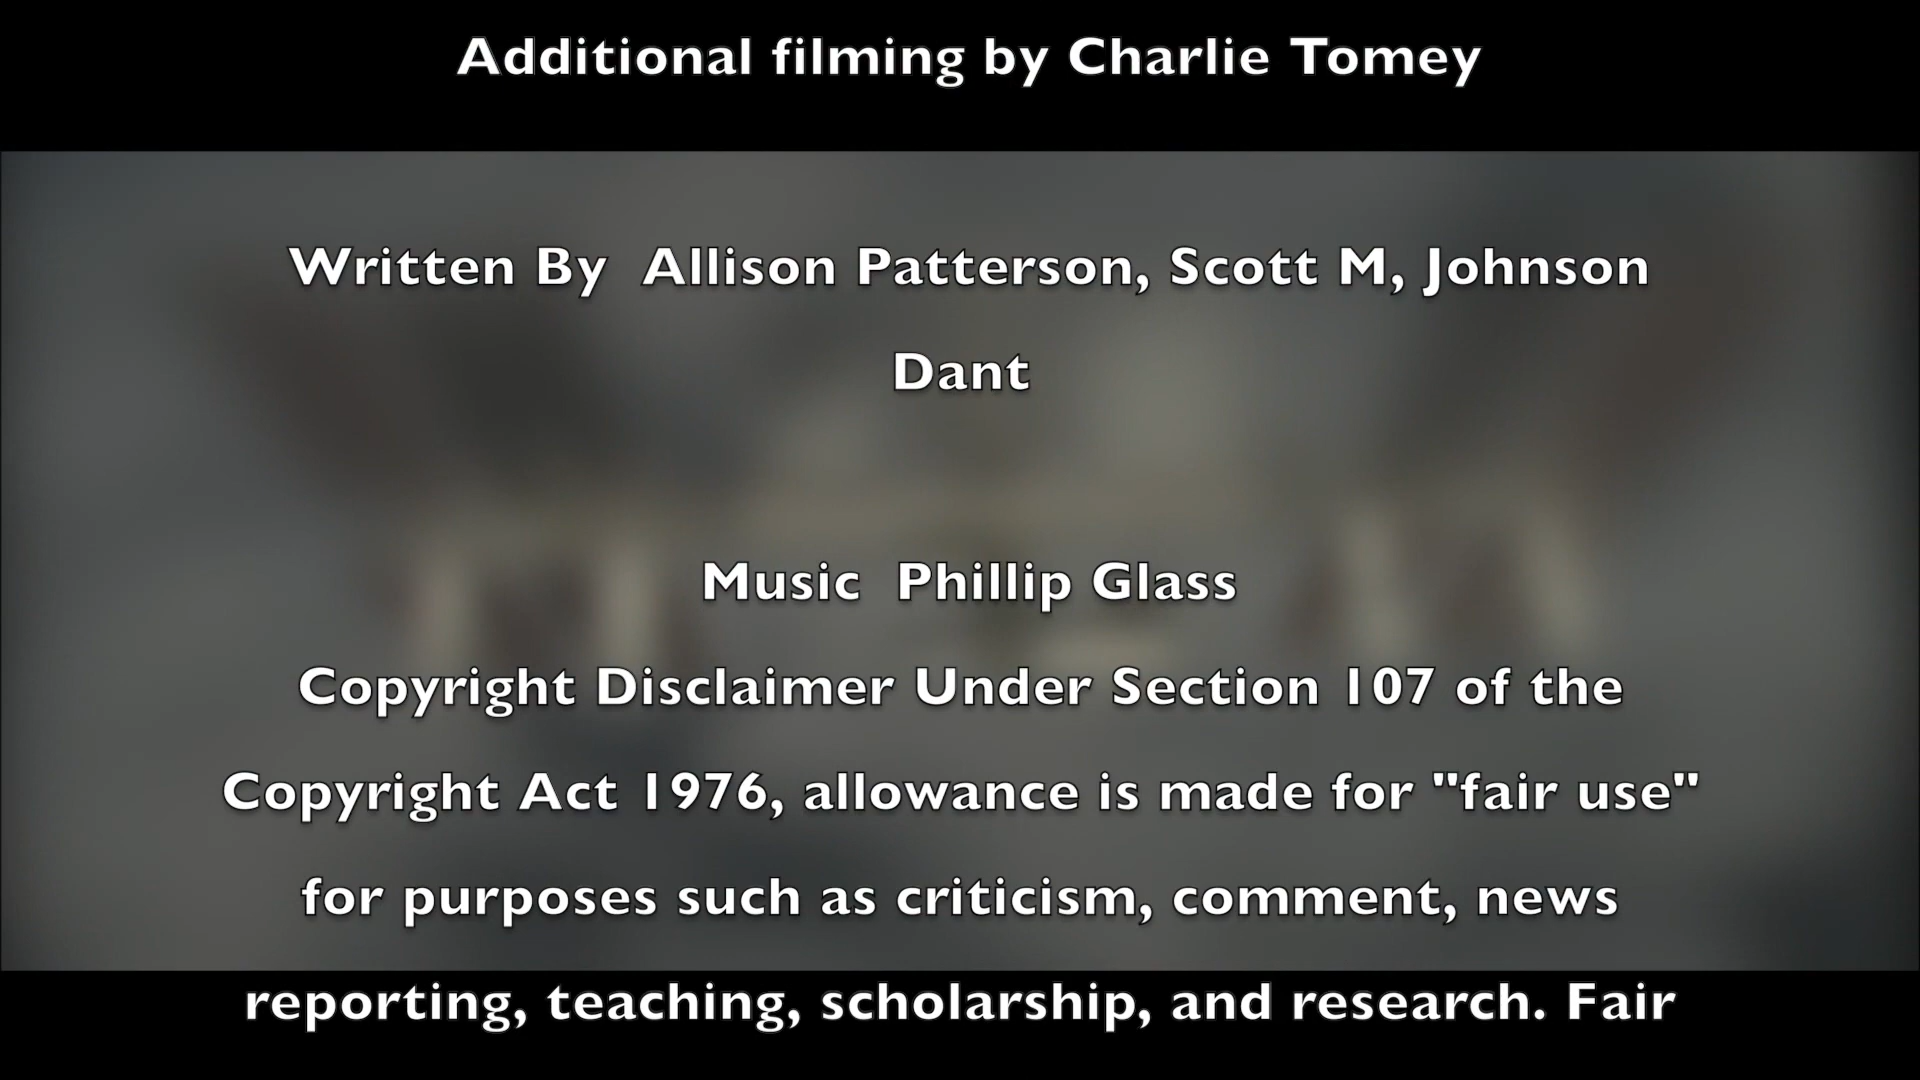 Additional filming by Charlie Tomey
Written By  Allison Patterson, Scott M, Johnson
Dant
Music  Phillip Glass
Copyright Disclaimer Under Section 107 of the
Copyright Act 1976, allowance is made for "fair use"
for purposes such as criticism, comment, news
reporting, teaching, scholarship, and research. Fair